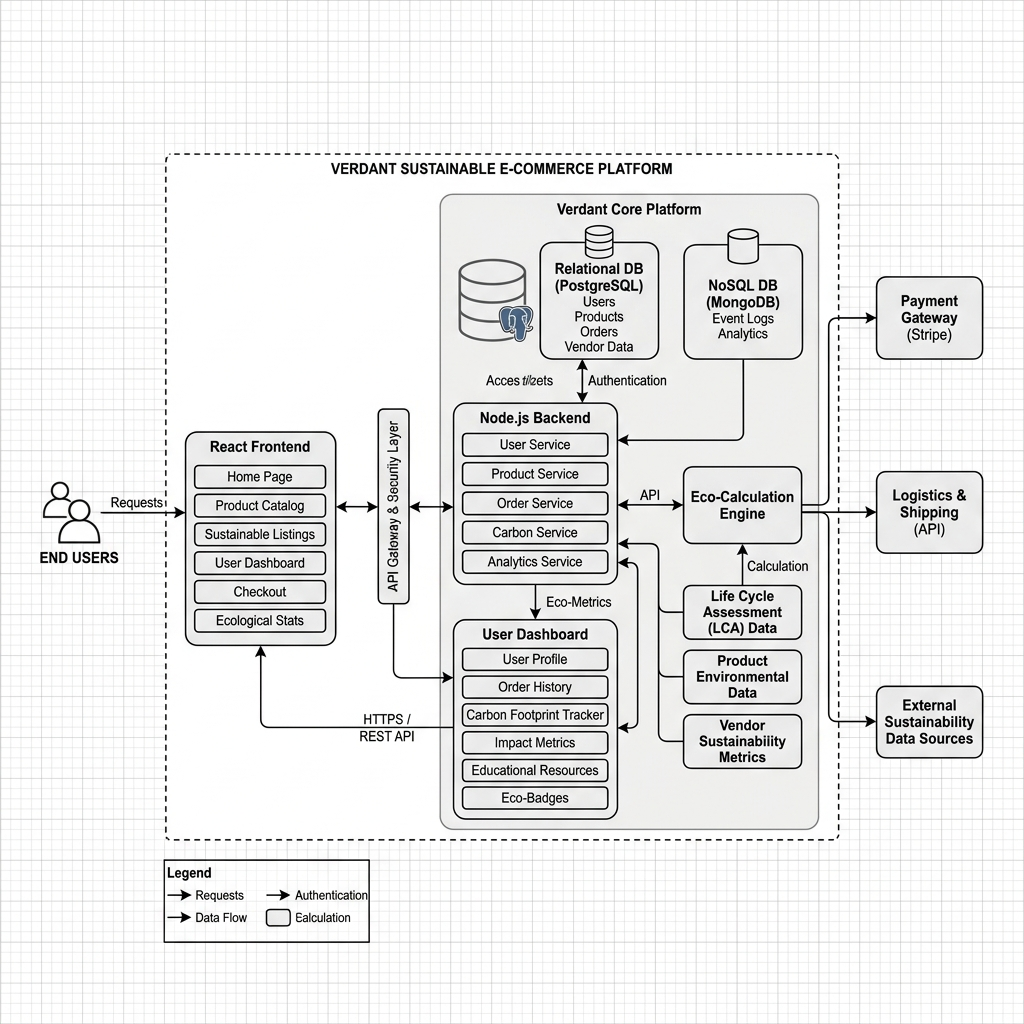 VERDANT SUSTAINABLE E-COMMERCE PLATFORM
Verdant Core Platform
Relational DB
(PostgreSQL)
Users
Products
Orders
Vendor Data
NoSQL DB
(MongoDB)
Event Logs
Analytics
Payment
Gateway
(Stripe)
Authentication
Node.js Backend
User Service
Product Service
Order Service
Carbon Service
Analytics Service
React Frontend
Home Page
Product Catalog
Sustainable Listings
User Dashboard
Checkout
Ecological Stats
API Gateway & Security Layer
Requests
END USERS
API
Eco-Calculation
Engine
Logistics &
Shipping
(API)
Calculation
Life Cycle
Assessment
(LCA) Data
Product
Environmental
Data
Vendor
Sustainability
Metrics
External
Sustainability
Data Sources
Eco-Metrics
User Dashboard
User Profile
Order History
Carbon Footprint Tracker
Impact Metrics
Educational Resources
Eco-Badges
HTTPS /
REST API
Legend
Requests
Authentication
Data Flow
Ealculation